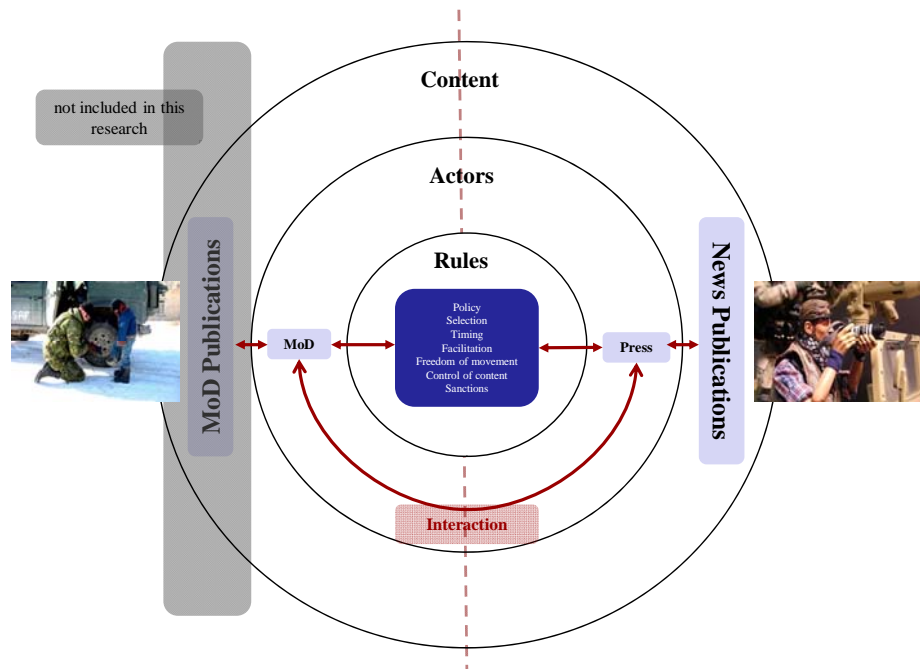 Content
not included in this
research
Actors
Rules
MoD Publications
News Publications
Policy
Selection
Timing
Facilitation
Freedom of movement
Control of content
Sanctions
MoD
Press
Interaction